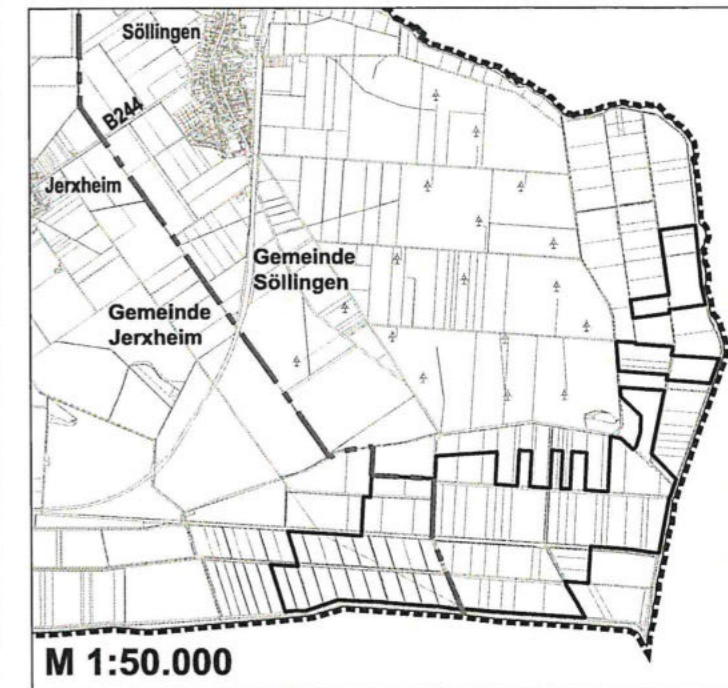 Söllingen
B244
Jerxheim
Gemeinde
Söllingen
Gemeinde
Jerxheim
M 1:50.000